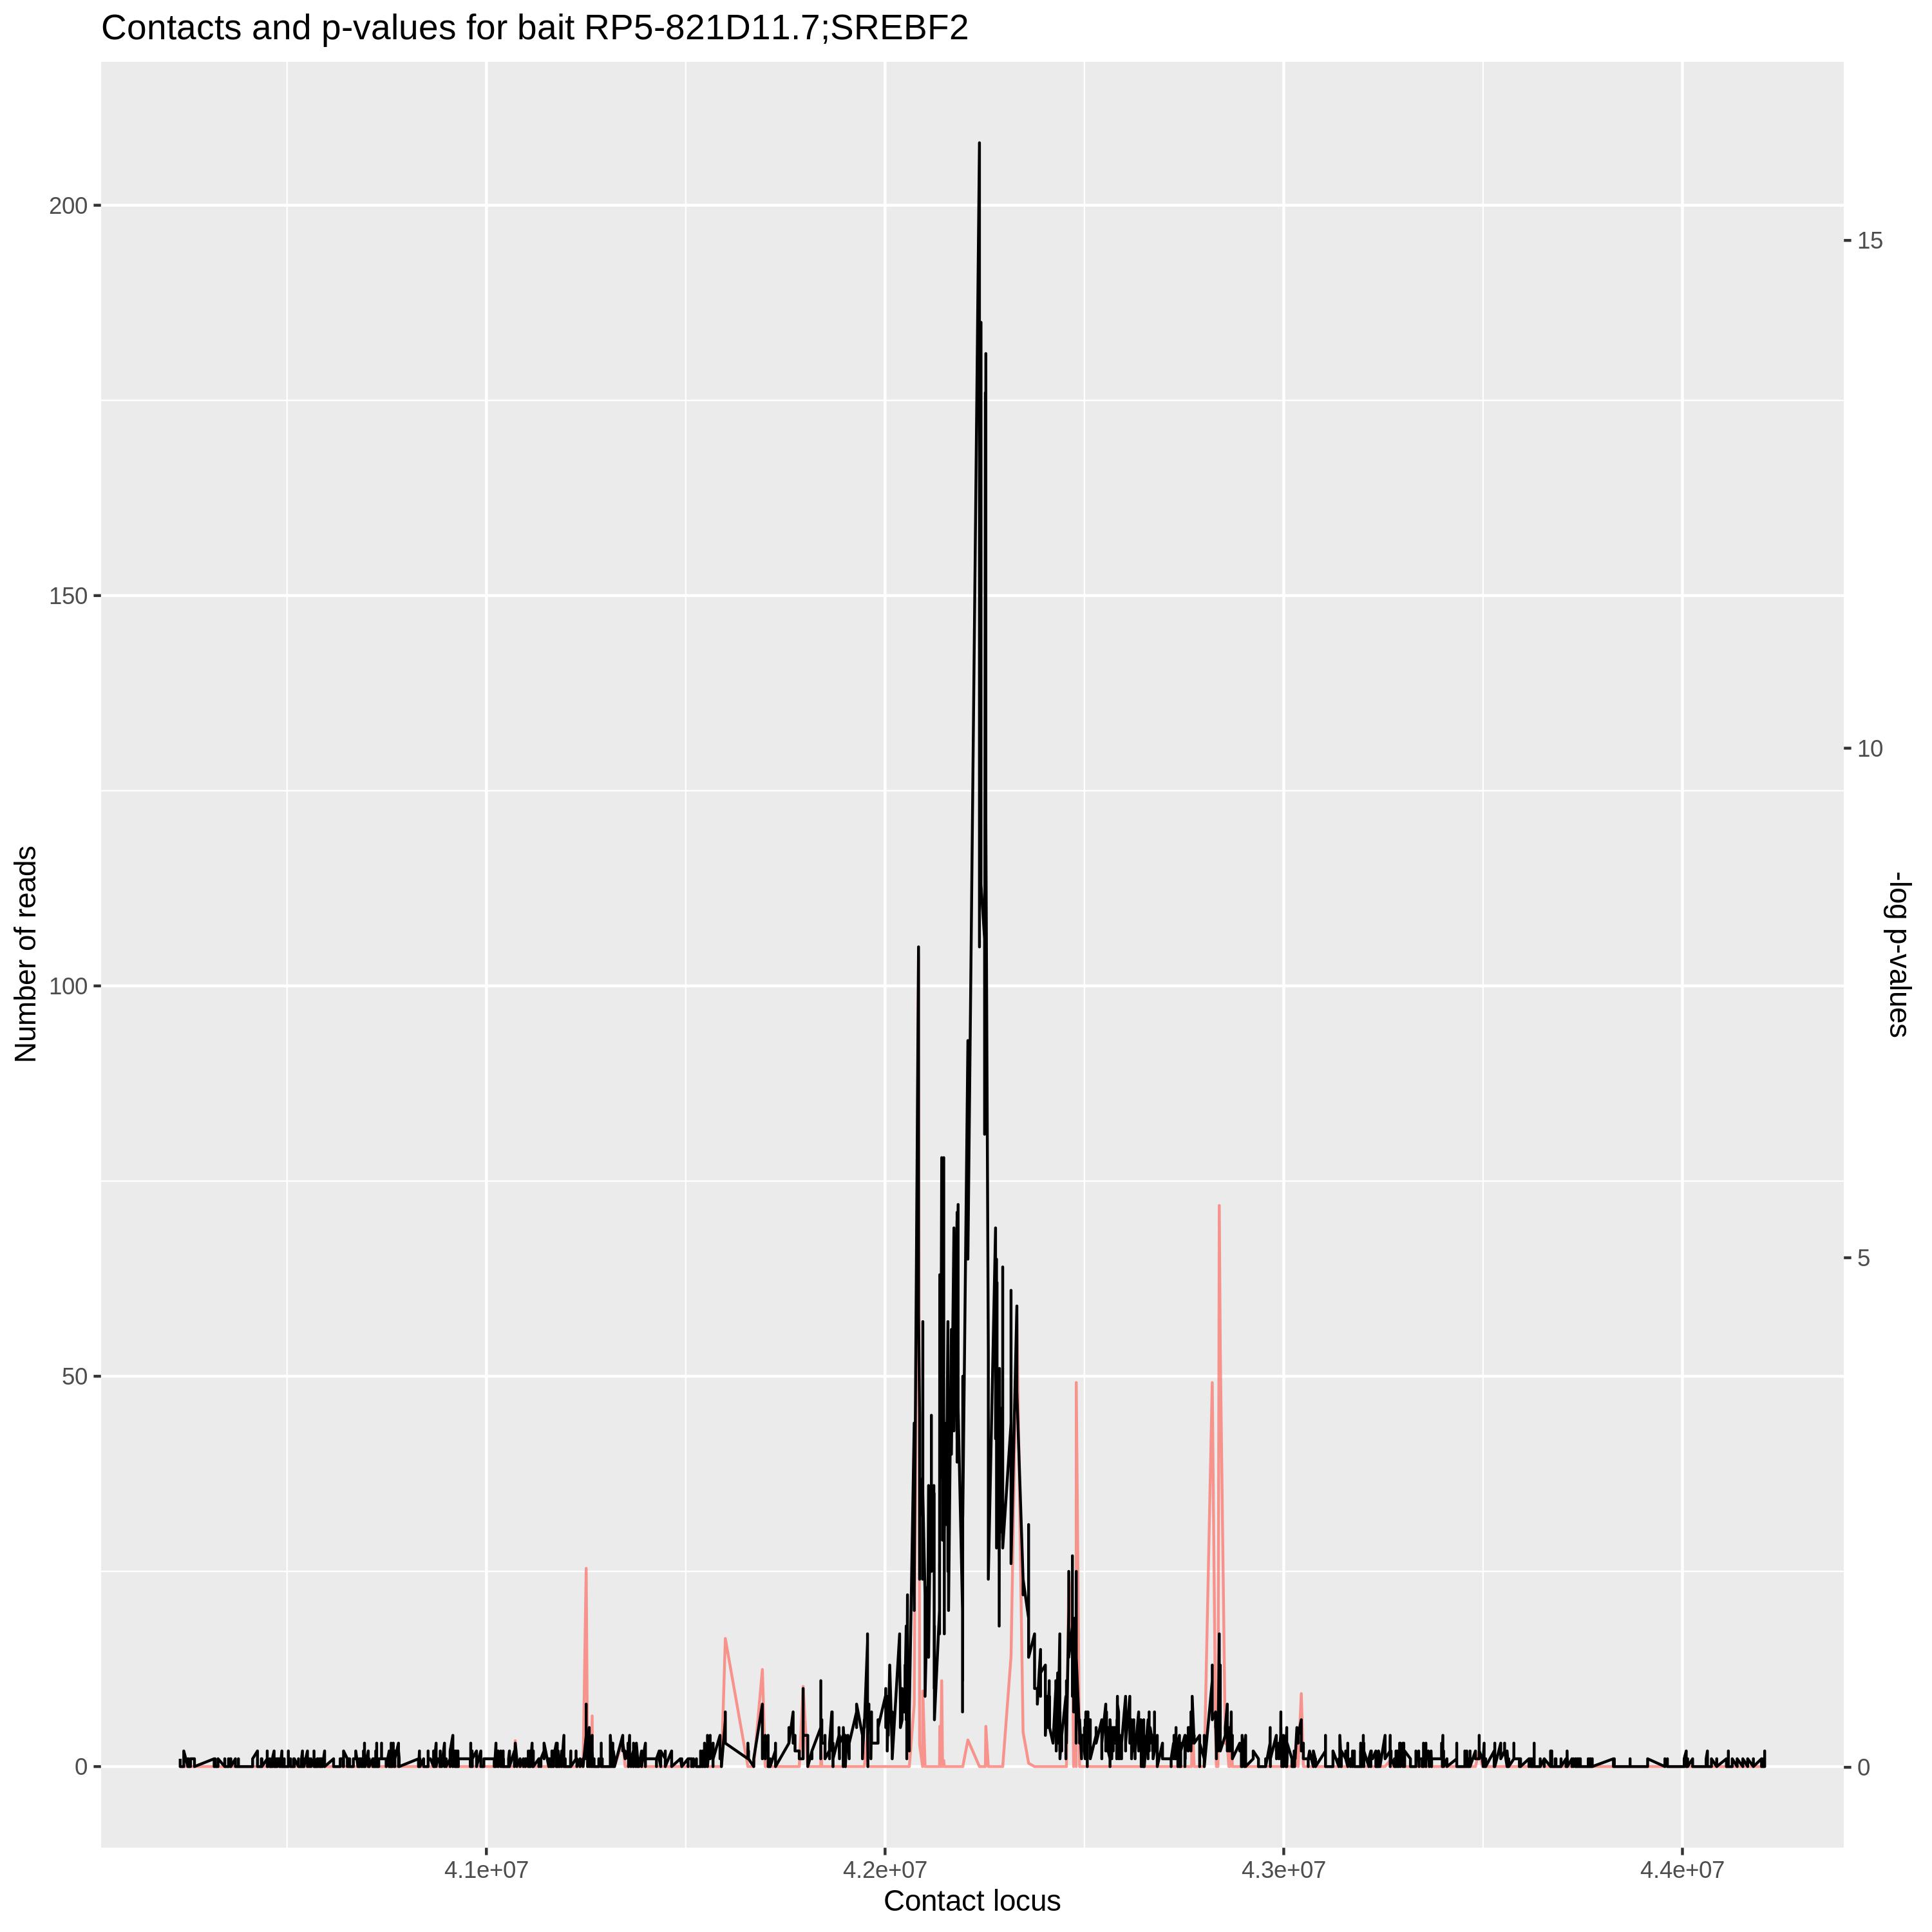 Contacts and p-values for bait RP5-821D11.7;SREBF2
200
150
100
50
0
15
10
5
0
Number of reads
-log p-values
4.1e+07 4.2e+07 4.3e+07 4.4e+07
Contact locus